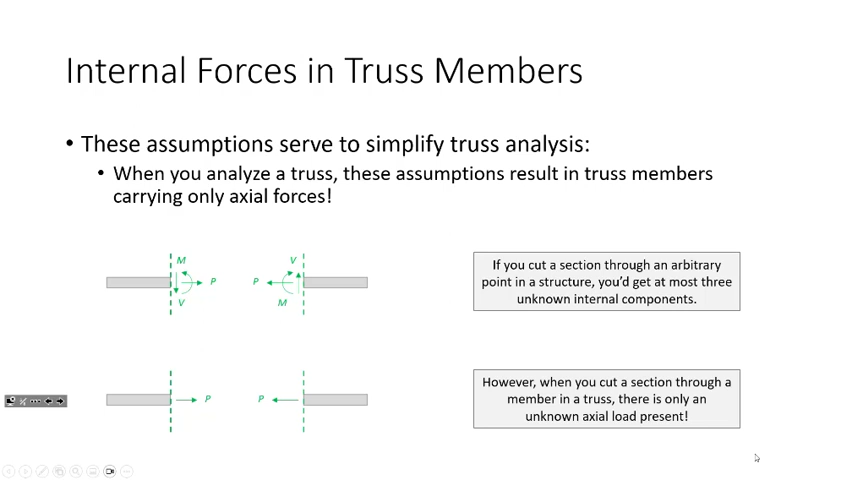 Internal Forces in Truss Members
• These assumptions serve to simplify truss analysis:
• When you analyze a truss, these assumptions result in truss members
carrying only axial forces!
M
P
V
V
P
M
If you cut a section through an arbitrary
point in a structure, you'd get at most three
unknown internal components.
P
P
However, when you cut a section through a
member in a truss, there is only an
unknown axial load present!